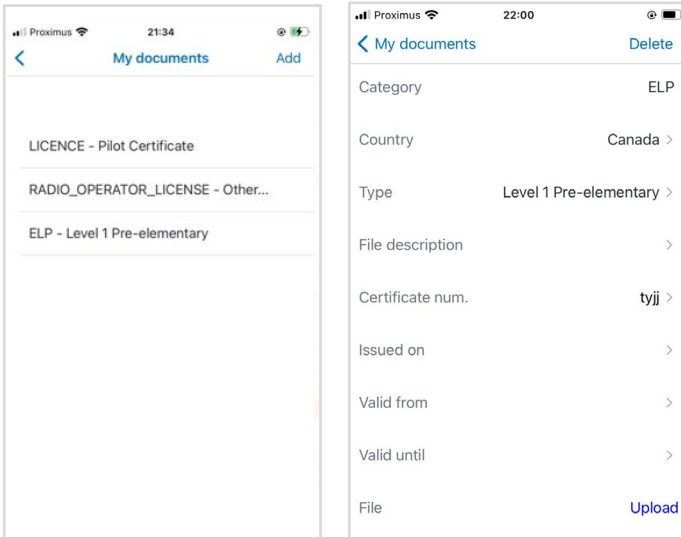 Proximus 21:34
My documents Add
LICENCE - Pilot Certificate
RADIO_OPERATOR_LICENSE - Other...
ELP - Level 1 Pre-elementary
Proximus 22:00
My documents Delete
Category ELP
Country Canada
Type Level 1 Pre-elementary
File description
Certificate num. tyjj
Issued on
Valid from
Valid until
File Upload